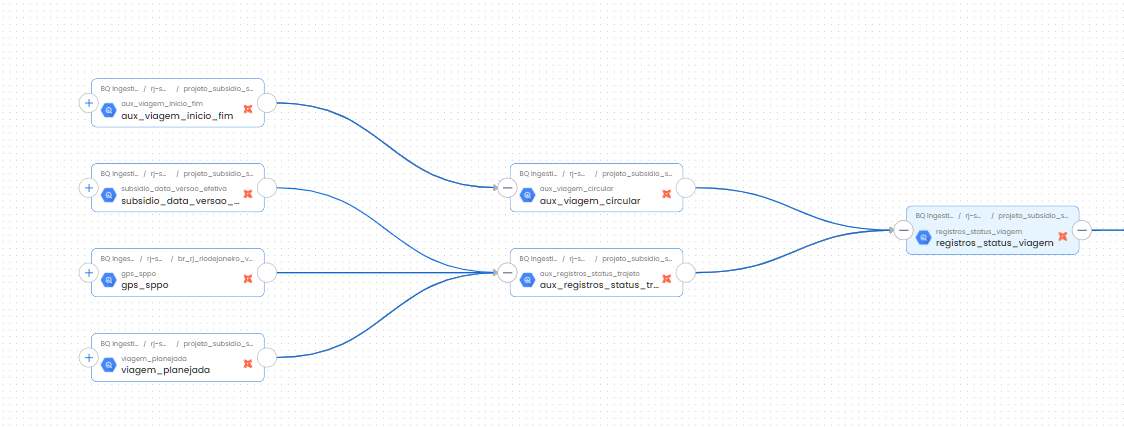 BQ Ingesti... / rj-s... / projeto_subsidio_s...
aux_viagem_inicio_fim
aux_viagem_inicio_fim
BQ Ingesti... / rj-s... / projeto_subsidio_s...
subsidio_data_versao_efetiva
subsidio_data_versao_...
BQ Ingesti... / rj-s... / br_rj_riodejaneiro_v...
gps_sppo
gps_sppo
BQ Ingesti... / rj-s... / projeto_subsidio_s...
viagem_planejada
viagem_planejada
BQ Ingesti... / rj-s... / projeto_subsidio_s...
aux_viagem_circular
aux_viagem_circular
BQ Ingesti... / rj-s... / projeto_subsidio_s...
aux_registros_status_trajeto
aux_registros_status_tr...
BQ Ingesti... / rj-s... / projeto_subsidio_s...
registros_status_viagem
registros_status_viagem